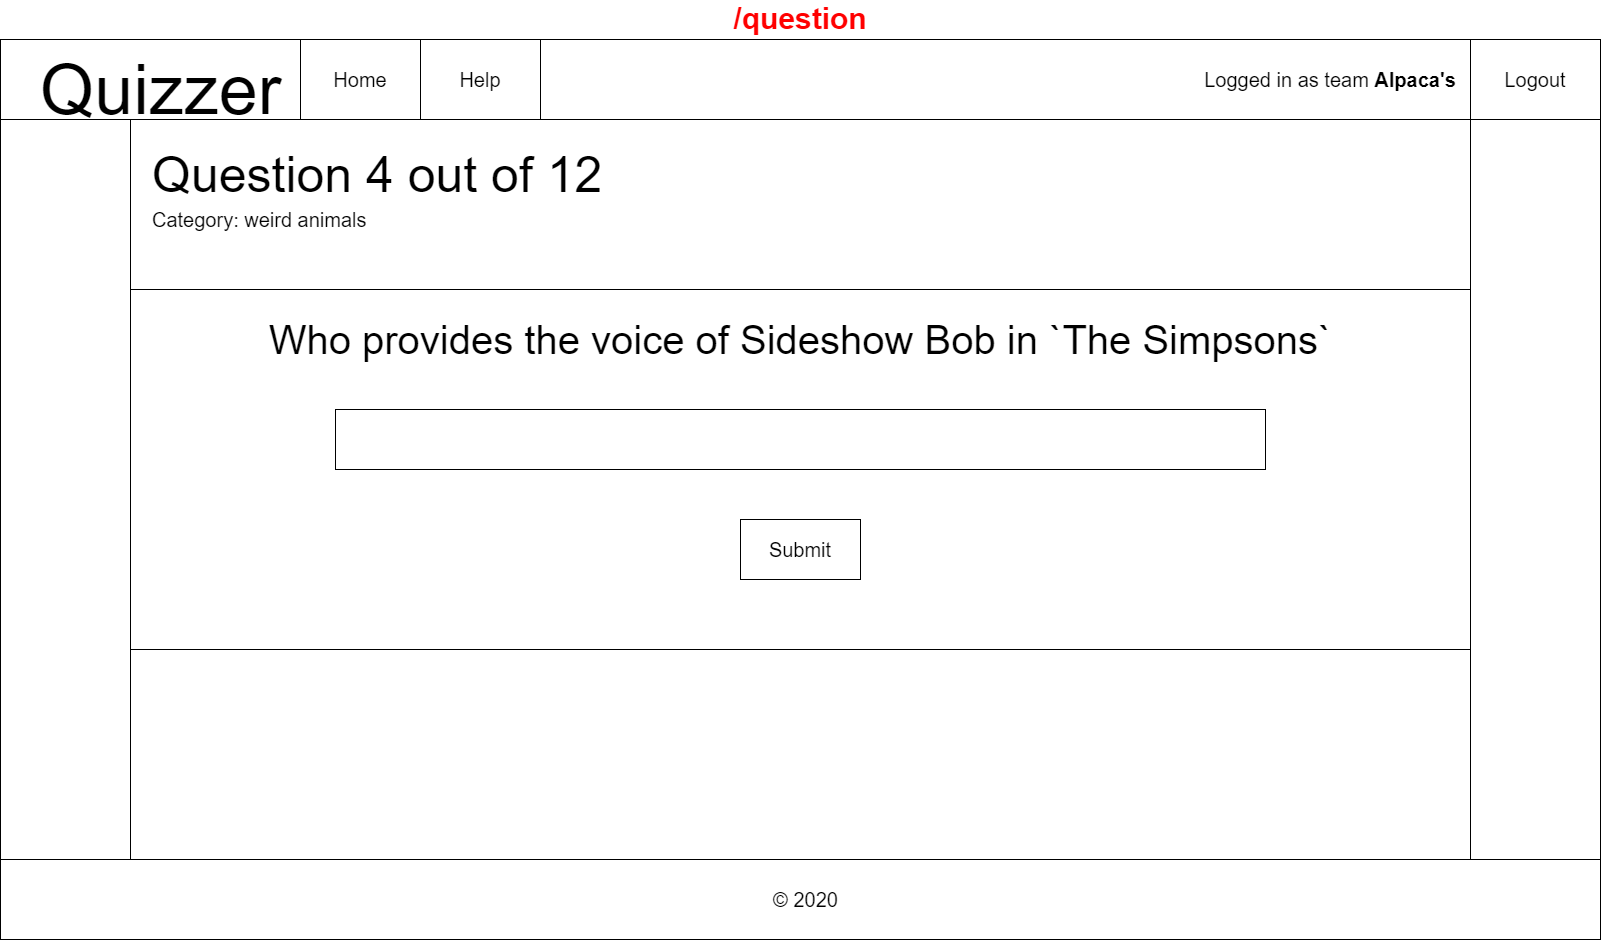 /question
Quizzer
Home
Help
Logged in as team Alpaca's
Logout
Question 4 out of 12
Category: weird animals
Who provides the voice of Sideshow Bob in `The Simpsons`
Submit
© 2020